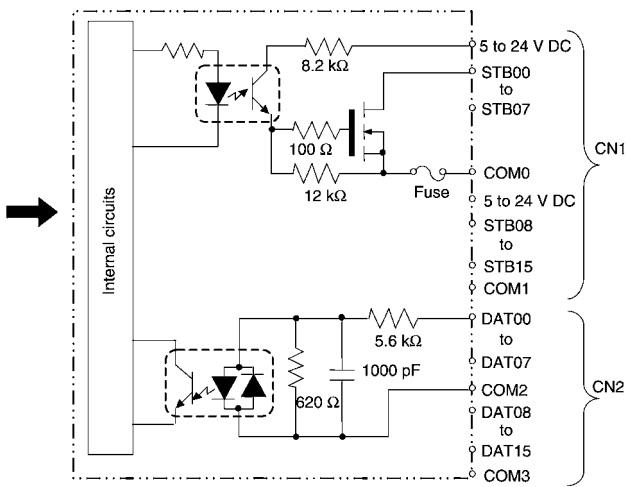 5 to 24 V DC
8.2 kΩ
STB00
to
STB07
CN1
100 Ω
12 kΩ
Fuse
COM0
5 to 24 V DC
STB08
to
STB15
COM1
Internal circuits
DAT00
5.6 kΩ
to
DAT07
1000 pF
620 Ω
COM2
CN2
DAT08
to
DAT15
COM3